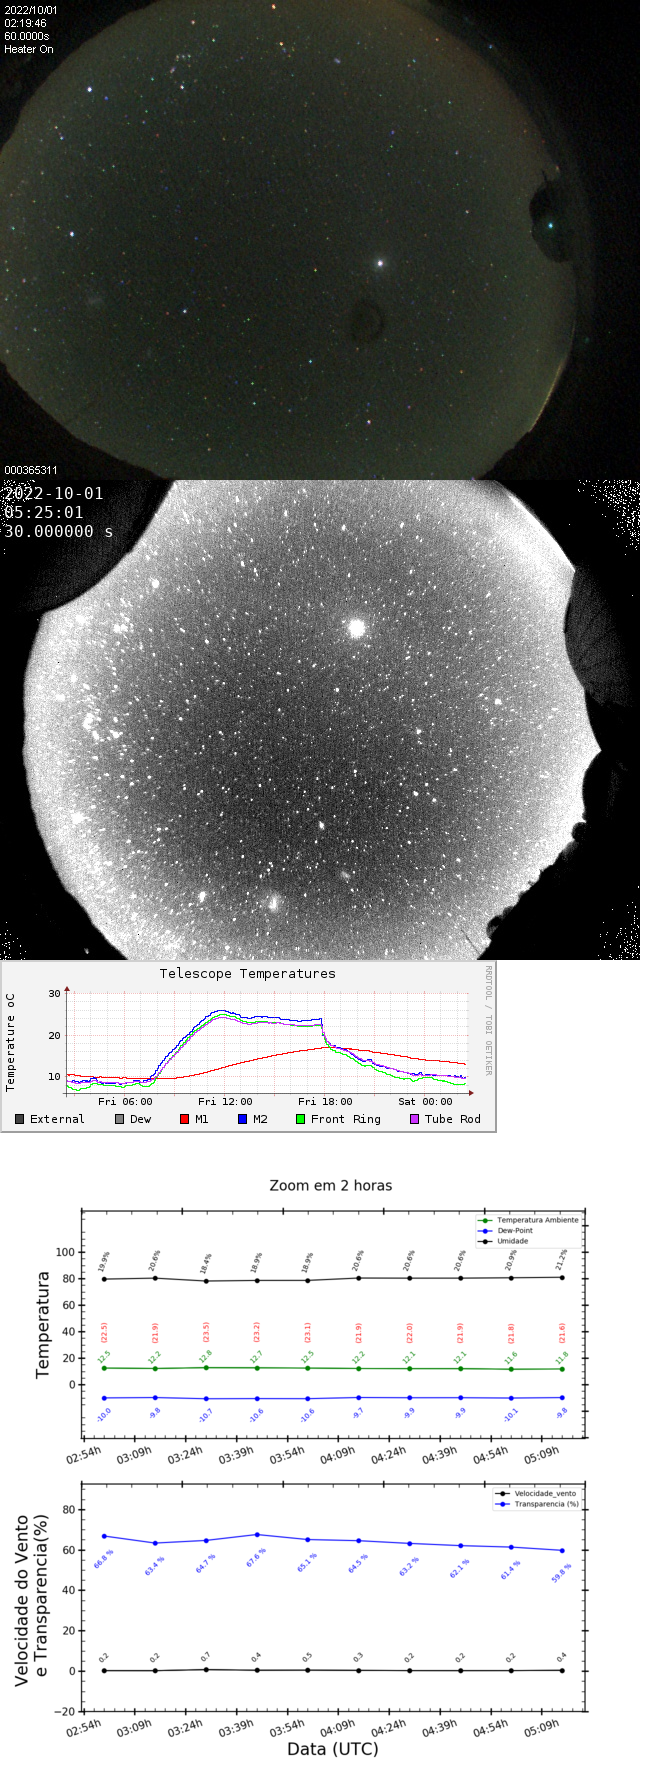 2022/10/01
02:19:46
60.0000s
Heater On
000365311
2022-10-01
05:25:01
30.000000 s
Telescope Temperatures
RRDTOOL / TOBI OETIKER
Temperature oC
30
20
10
Fri 06:00 Fri 12:00 Fri 18:00 Sat 00:00
External Dew M1 M2 Front Ring Tube Rod
Zoom em 2 horas
Temperatura Ambiente
Dew-Point
Umidade
Temperatura
100
80
60
40
20
0
19.9% 20.6% 18.4% 18.9% 18.9% 20.6% 20.6% 20.6% 20.9% 21.2%
(22.5) (21.9) (23.5) (23.2) (23.1) (21.9) (22.0) (21.9) (21.8) (21.6)
12.5 12.2 12.8 12.7 12.5 12.2 12.1 12.1 11.6 11.8
-10.0 -9.8 -10.7 -10.6 -10.6 -9.7 -9.9 -9.9 -10.1 -9.8
02:54h 03:09h 03:24h 03:39h 03:54h 04:09h 04:24h 04:39h 04:54h 05:09h
Velocidade_vento
Transparencia (%)
Velocidade do Vento
e Transparencia(%)
80
60
40
20
0
−20
66.8 % 63.4 % 64.7 % 67.6 % 65.1 % 64.5 % 63.2 % 62.1 % 61.4 % 59.8 %
0.2 0.2 0.7 0.4 0.5 0.3 0.2 0.2 0.2 0.4
02:54h 03:09h 03:24h 03:39h 03:54h 04:09h 04:24h 04:39h 04:54h 05:09h
Data (UTC)